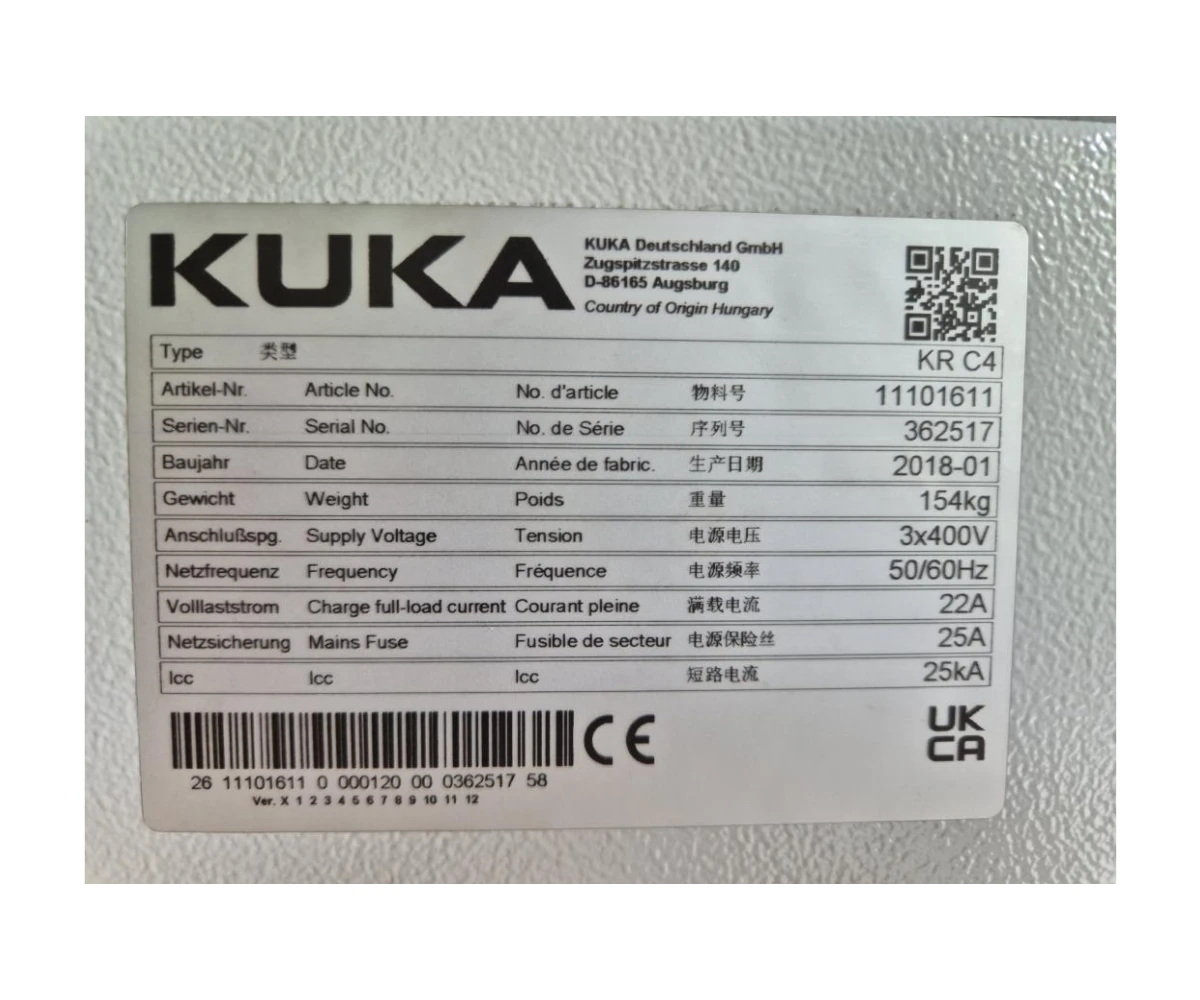 KUKA
KUKA Deutschland GmbH
Zugspitzstrasse 140
D-86165 Augsburg
Country of Origin Hungary
Type 类型 KR C4
Artikel-Nr. Article No. No. d'article 物料号 11101611
Serien-Nr. Serial No. No. de Série 序列号 362517
Baujahr Date Année de fabric. 生产日期 2018-01
Gewicht Weight Poids 重量 154kg
Anschlußspg. Supply Voltage Tension 电源电压 3x400V
Netzfrequenz Frequency Fréquence 电源频率 50/60Hz
Volllaststrom Charge full-load current Courant pleine 满载电流 22A
Netzsicherung Mains Fuse Fusible de secteur 电源保险丝 25A
Icc Icc Icc 短路电流 25kA
CE
UK
CA
26 11101611 0 000120 00 0362517 58
Ver. X 1 2 3 4 5 6 7 8 9 10 11 12